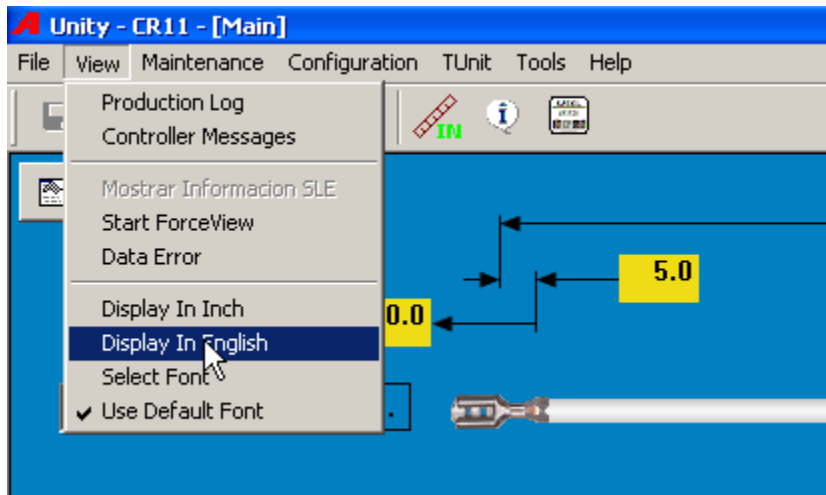 Unity - CR11 - [Main]
File View Maintenance Configuration TUnit Tools Help
Production Log
Controller Messages
IN
Mostrar Informacion SLE
Start ForceView
Data Error
5.0
Display In Inch
0.0
Display In English
Select Font
Use Default Font
.